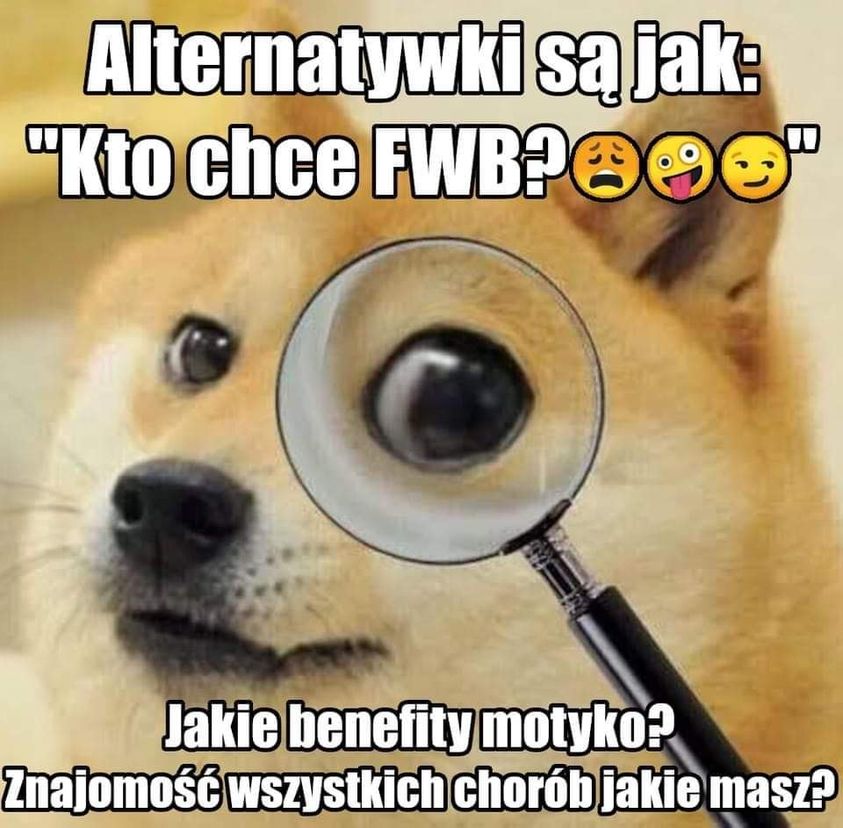 Alternatywki są jak:
"Kto chce FWB?😩🤪😏"
Jakie benefity motyko?
Znajomość wszystkich chorób jakie masz?